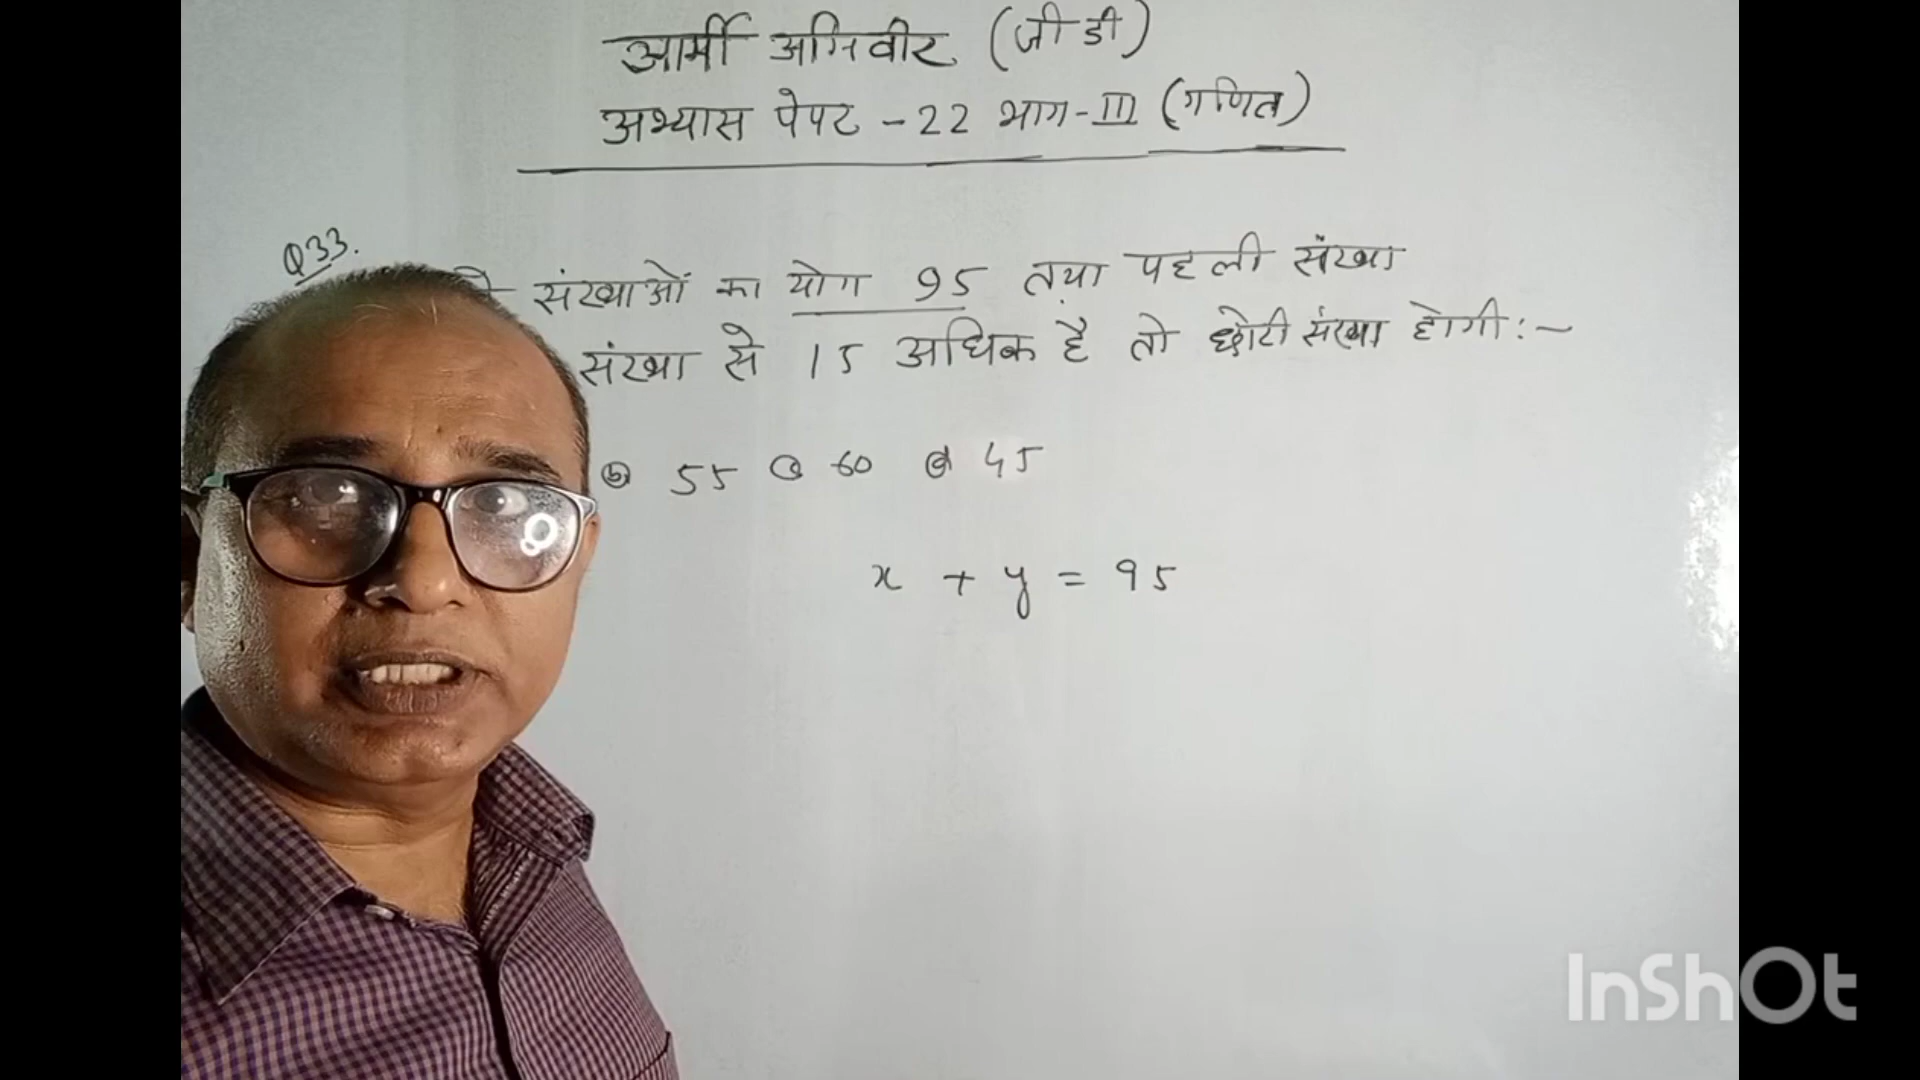 आर्मी अग्निवीर (जी डी)
अभ्यास पेपर - 22 भाग - III (गणित)
Q33.
संख्याओं का योग 95 तथा पहली संख्या
संख्या से 15 अधिक है तो छोटी संख्या होगी :-
(b) 55 (c) 60 (d) 45
x + y = 95
InShOt